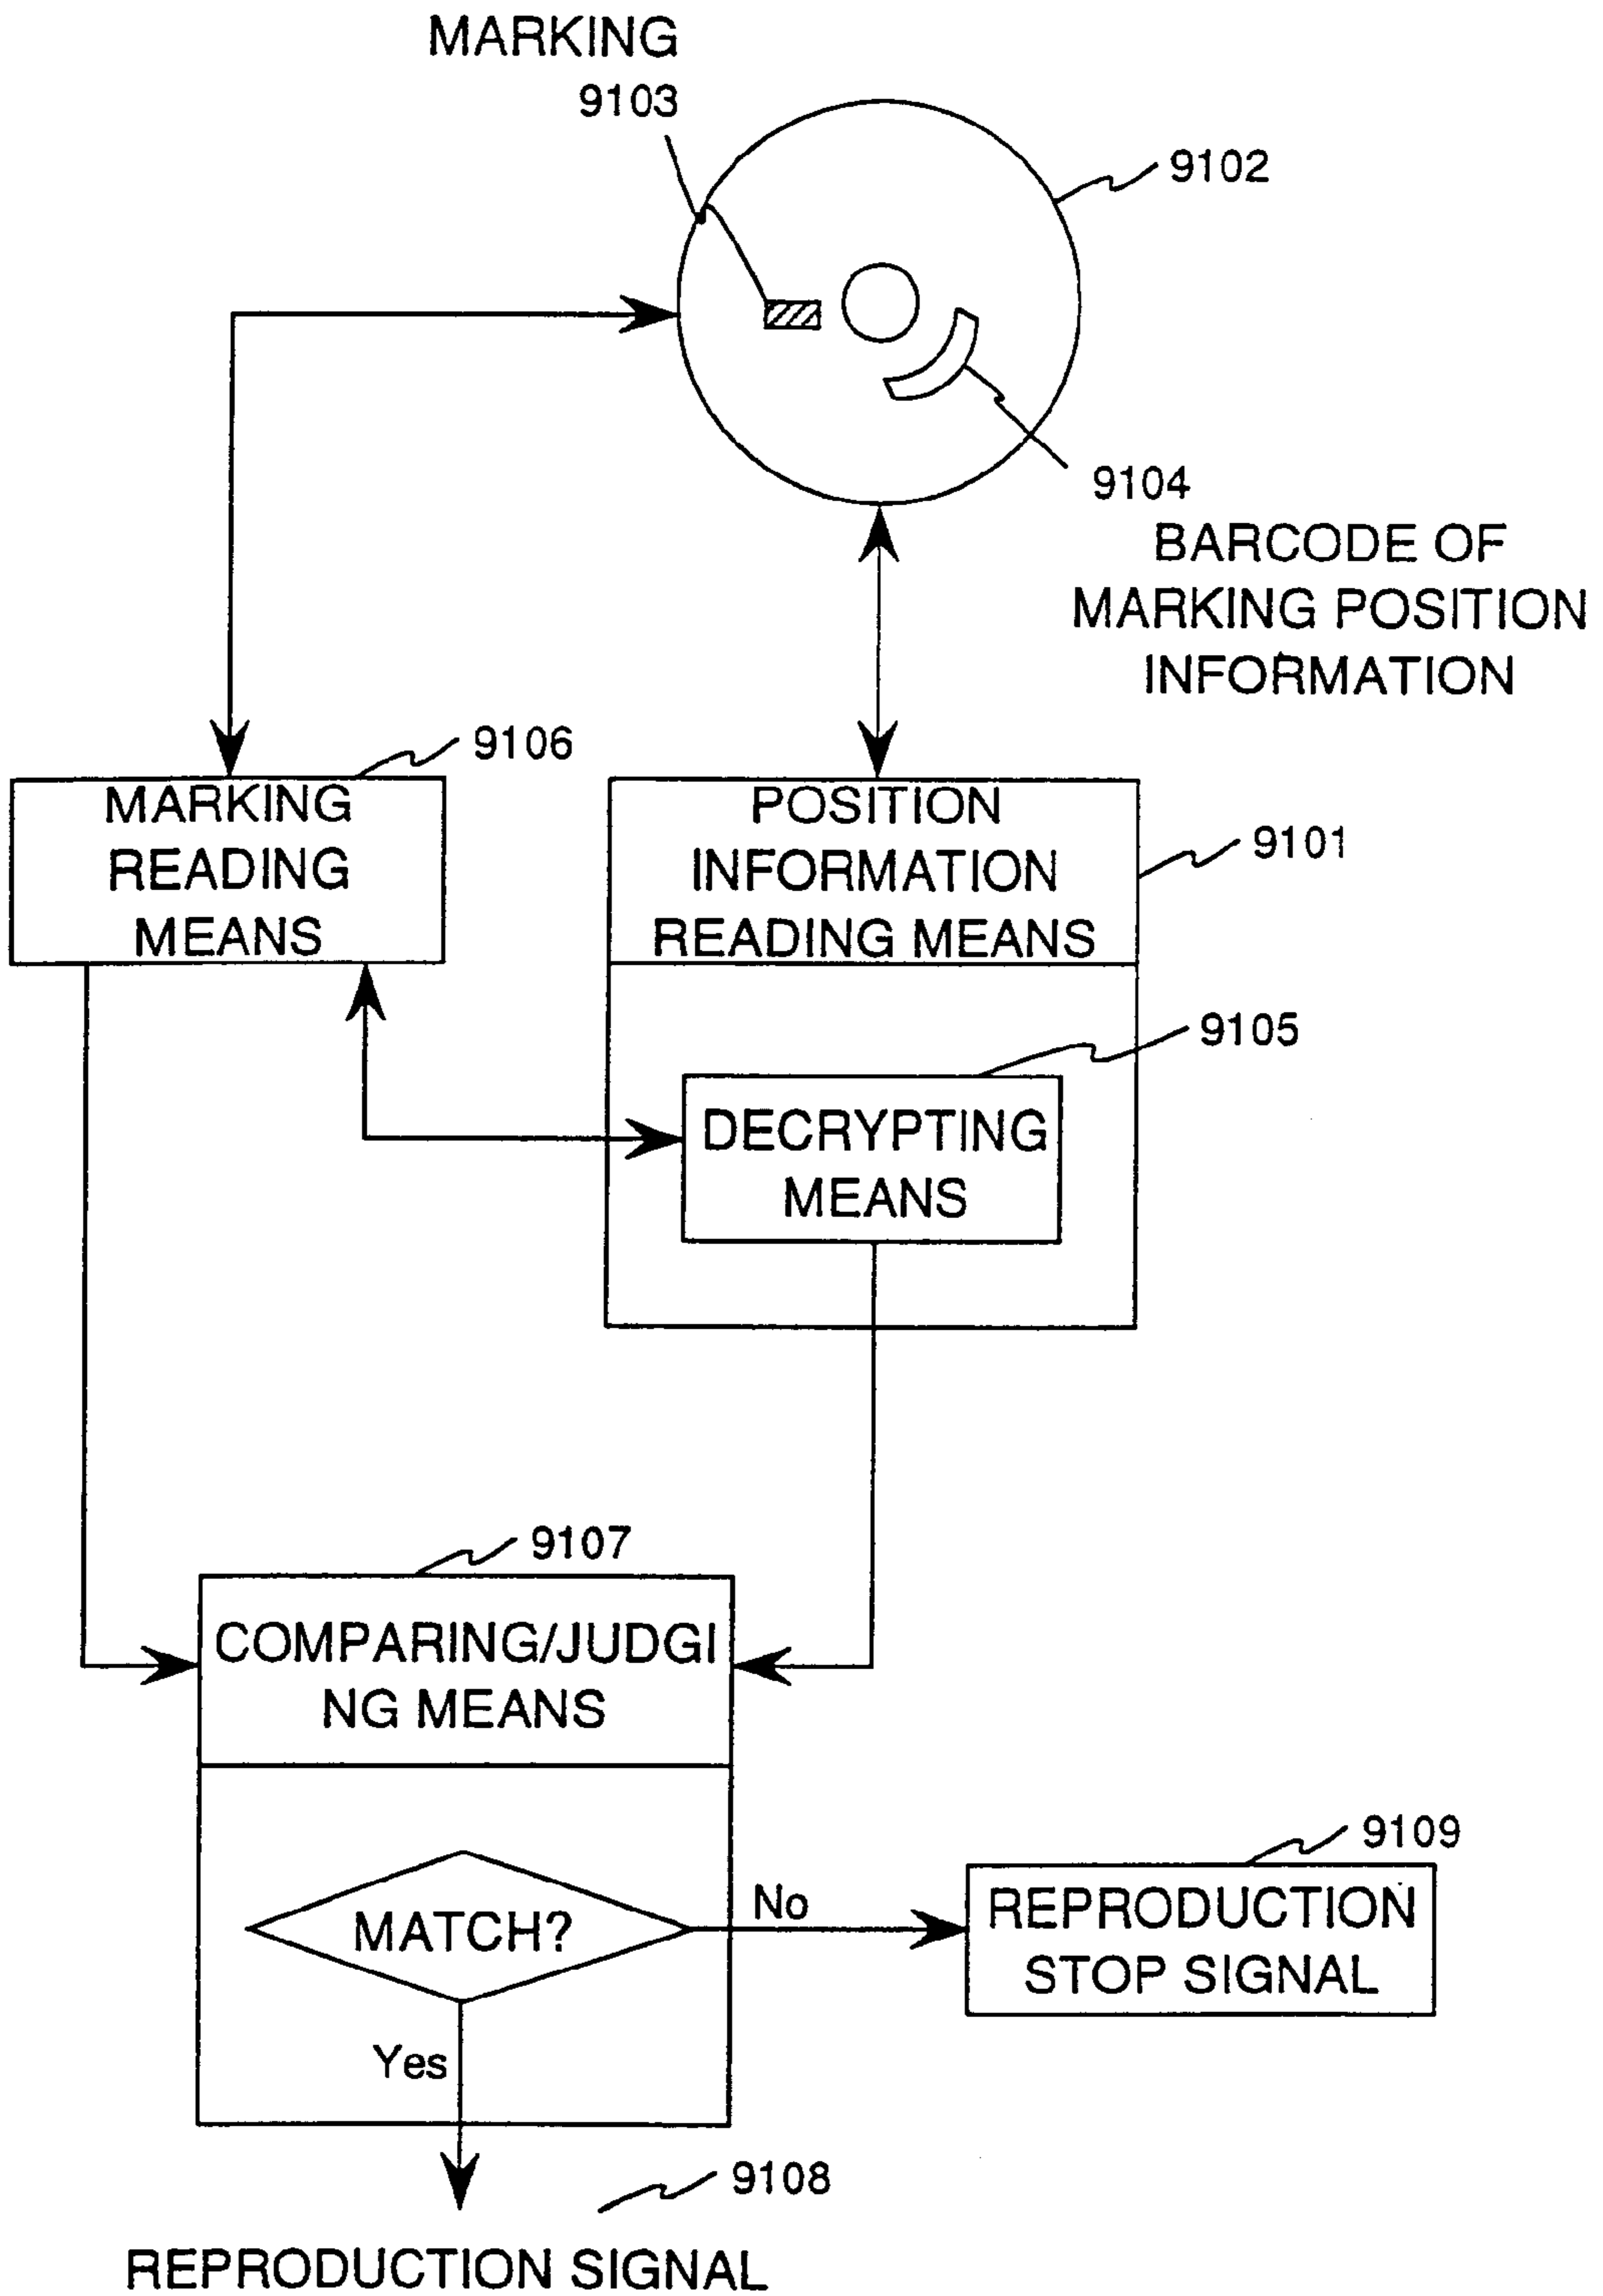 MARKING
9103
9102
9104
BARCODE OF
MARKING POSITION
INFORMATION
9106
MARKING
READING
MEANS
POSITION
INFORMATION
READING MEANS
9101
9105
DECRYPTING
MEANS
9107
COMPARING/JUDGI
NG MEANS
MATCH?
No
9109
REPRODUCTION
STOP SIGNAL
Yes
9108
REPRODUCTION SIGNAL